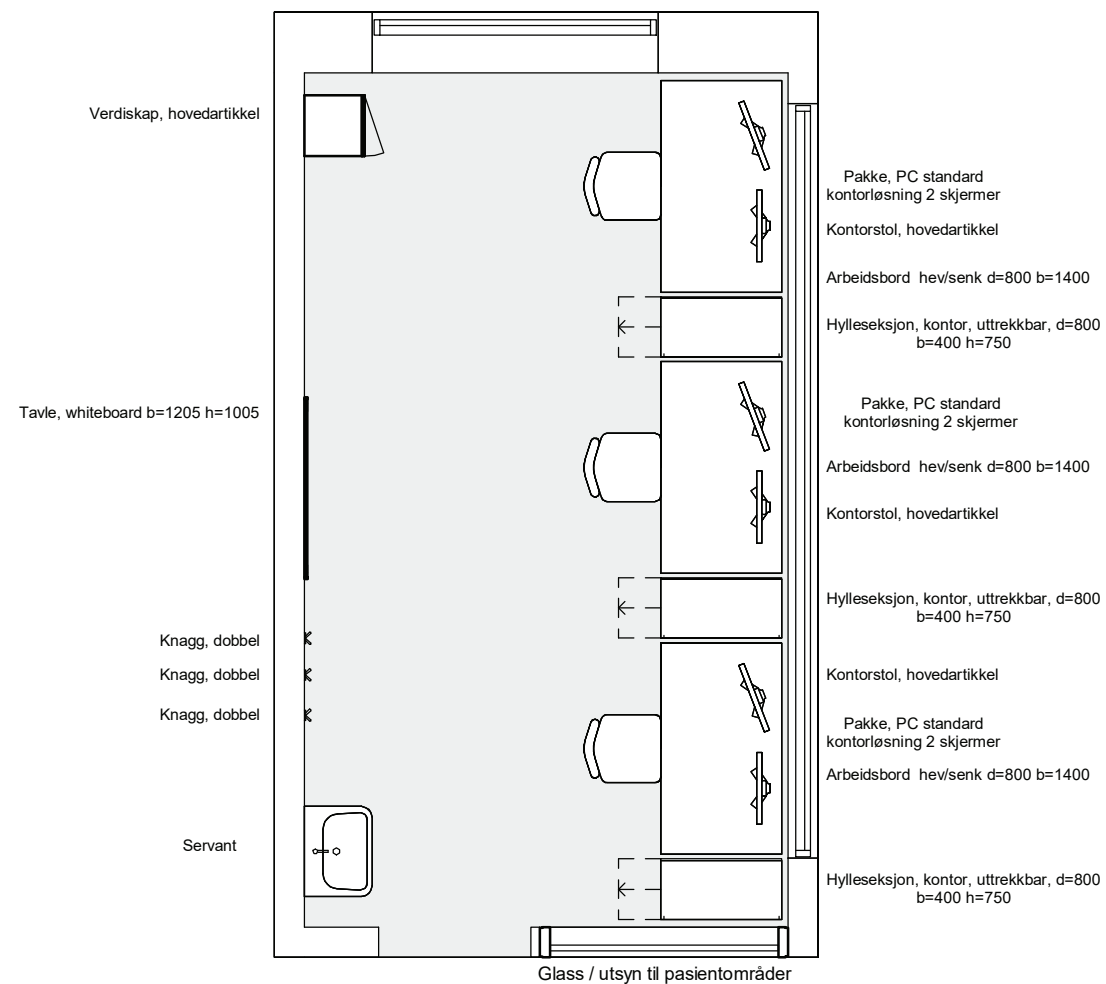 Verdiskap, hovedartikkel
Tavle, whiteboard b=1205 h=1005
Knagg, dobbel
Knagg, dobbel
Knagg, dobbel
Servant
Pakke, PC standard
kontorløsning 2 skjermer
Kontorstol, hovedartikkel
Arbeidsbord hev/senk d=800 b=1400
Hylleseksjon, kontor, uttrekkbar, d=800
b=400 h=750
Pakke, PC standard
kontorløsning 2 skjermer
Arbeidsbord hev/senk d=800 b=1400
Kontorstol, hovedartikkel
Hylleseksjon, kontor, uttrekkbar, d=800
b=400 h=750
Kontorstol, hovedartikkel
Pakke, PC standard
kontorløsning 2 skjermer
Arbeidsbord hev/senk d=800 b=1400
Hylleseksjon, kontor, uttrekkbar, d=800
b=400 h=750
Glass / utsyn til pasientområder